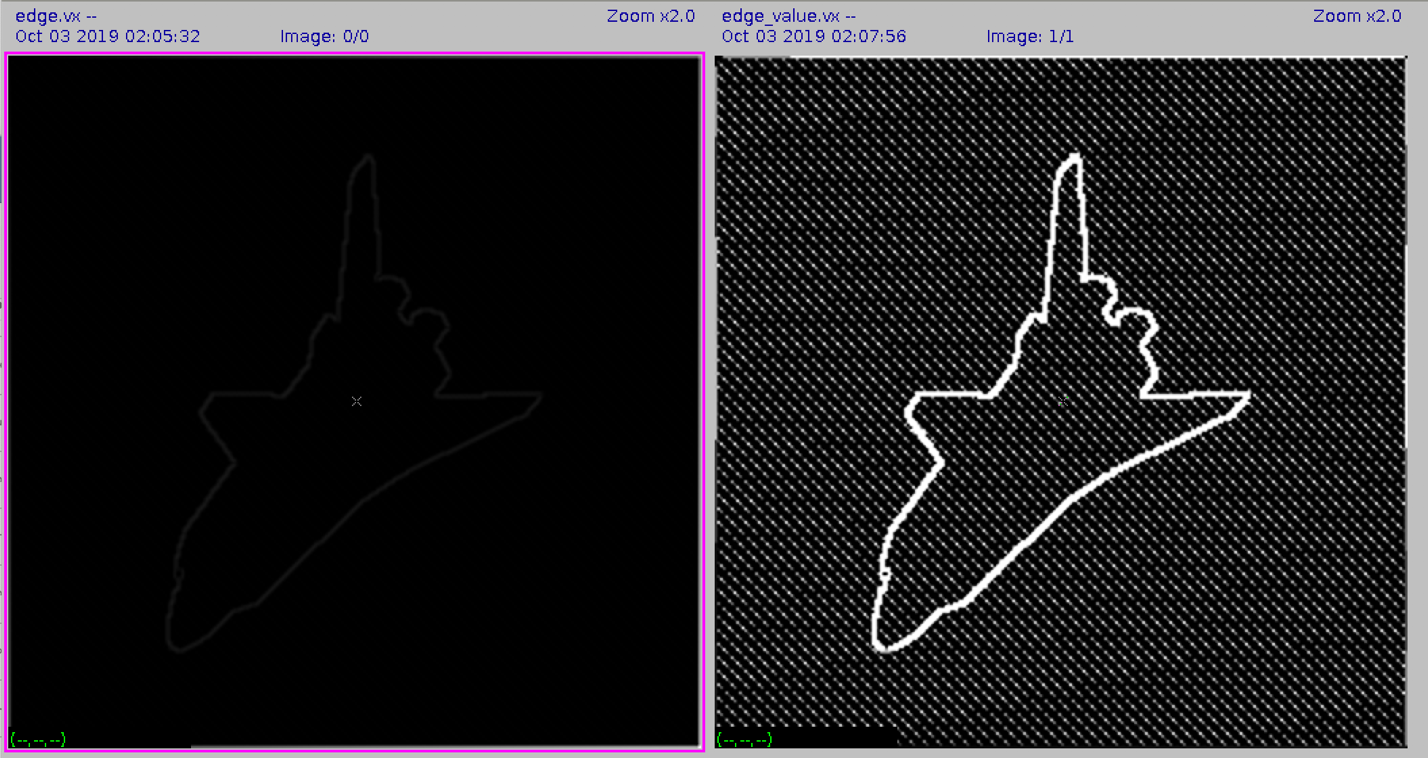 edge.vx --
Zoom x2.0
Oct 03 2019 02:05:32
Image: 0/0
(--,--,--)
edge_value.vx --
Zoom x2.0
Oct 03 2019 02:07:56
Image: 1/1
(--,--,--)